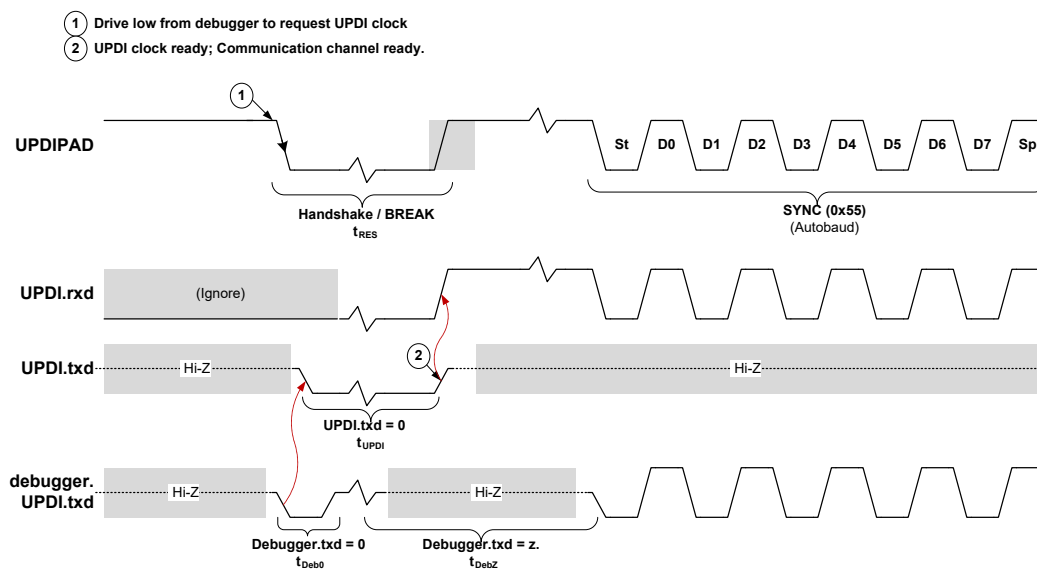 1 Drive low from debugger to request UPDI clock
2 UPDI clock ready; Communication channel ready.
1
UPDIPAD
St D0 D1 D2 D3 D4 D5 D6 D7 Sp
Handshake / BREAK
tRES
SYNC (0x55)
(Autobaud)
UPDI.rxd
(Ignore)
2
UPDI.txd
Hi-Z
Hi-Z
UPDI.txd = 0
tUPDI
debugger.
UPDI.txd
Hi-Z
Hi-Z
Debugger.txd = 0
tDeb0
Debugger.txd = z.
tDebZ